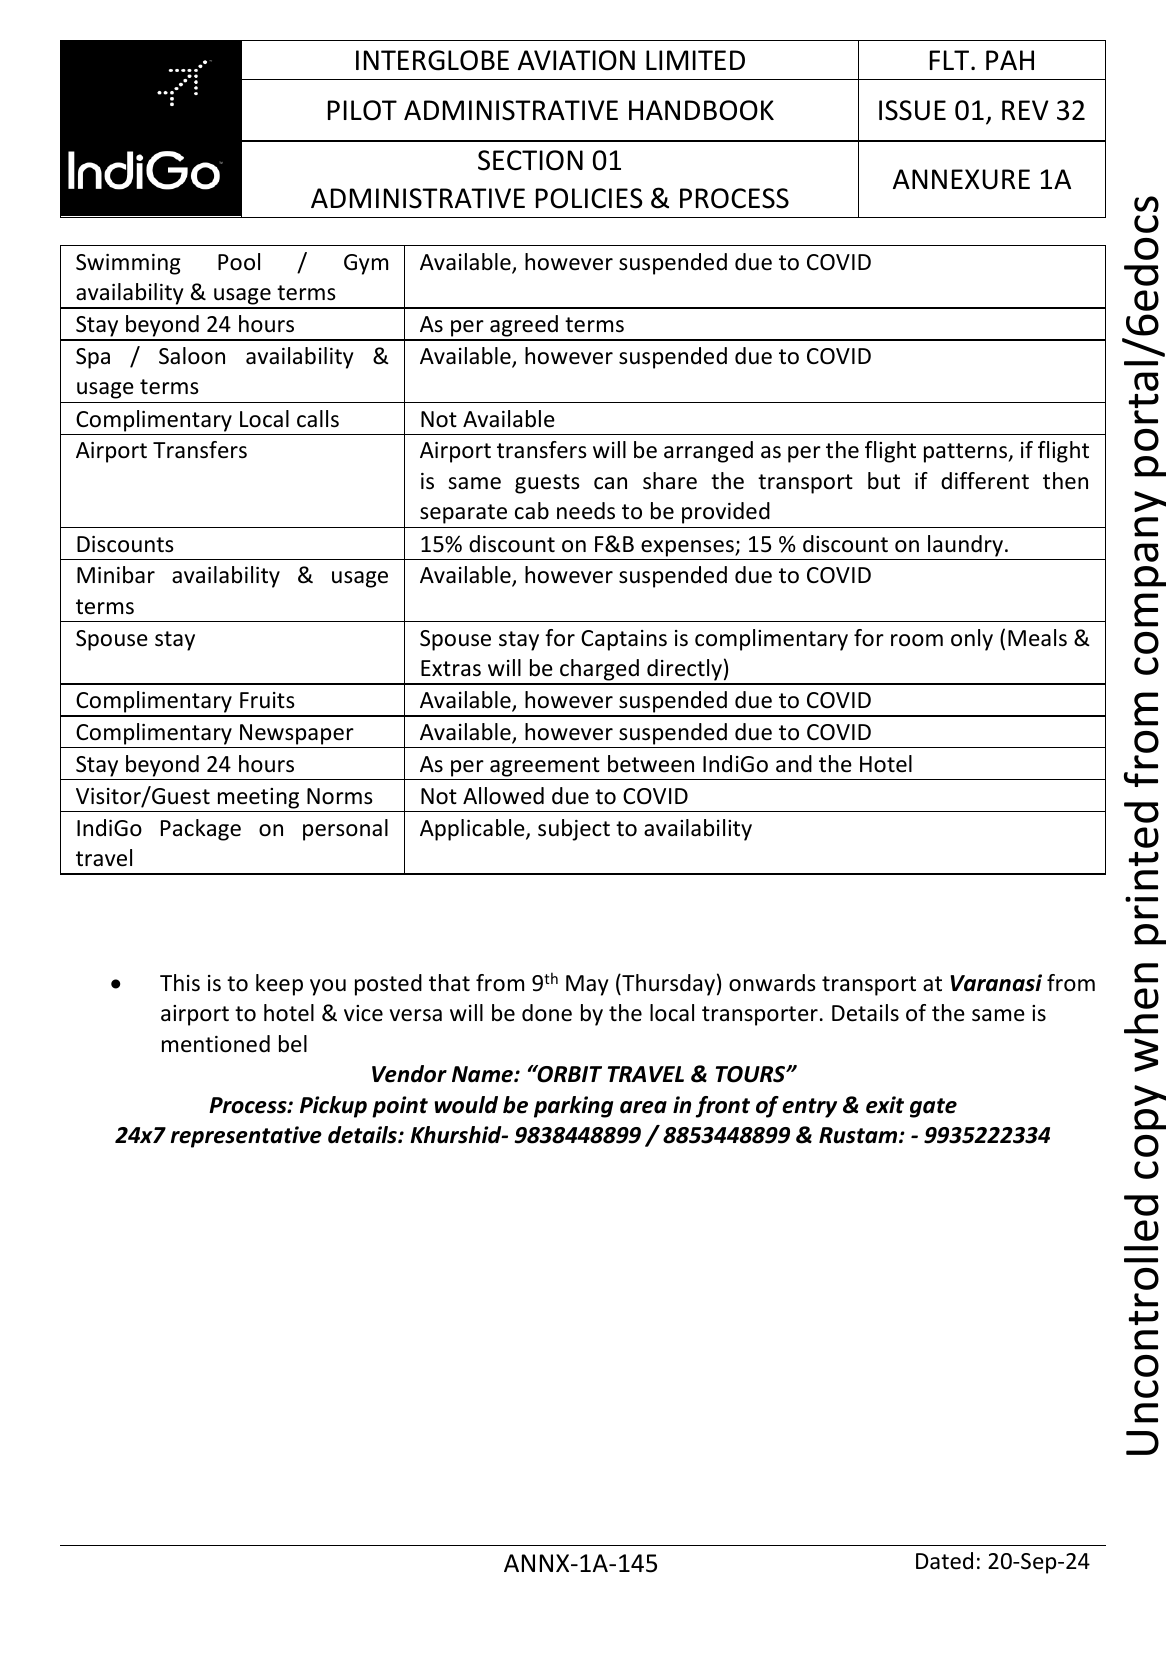 IndiGo
INTERGLOBE AVIATION LIMITED
FLT. PAH
PILOT ADMINISTRATIVE HANDBOOK
ISSUE 01, REV 32
SECTION 01
ADMINISTRATIVE POLICIES & PROCESS
ANNEXURE 1A
Swimming Pool / Gym
availability & usage terms
Available, however suspended due to COVID
Stay beyond 24 hours
As per agreed terms
Spa / Saloon availability &
usage terms
Available, however suspended due to COVID
Complimentary Local calls
Not Available
Airport Transfers
Airport transfers will be arranged as per the flight patterns, if flight
is same guests can share the transport but if different then
separate cab needs to be provided
Discounts
15% discount on F&B expenses; 15 % discount on laundry.
Minibar availability & usage
terms
Available, however suspended due to COVID
Spouse stay
Spouse stay for Captains is complimentary for room only (Meals &
Extras will be charged directly)
Complimentary Fruits
Available, however suspended due to COVID
Complimentary Newspaper
Available, however suspended due to COVID
Stay beyond 24 hours
As per agreement between IndiGo and the Hotel
Visitor/Guest meeting Norms
Not Allowed due to COVID
IndiGo Package on personal
travel
Applicable, subject to availability
• This is to keep you posted that from 9th May (Thursday) onwards transport at Varanasi from
airport to hotel & vice versa will be done by the local transporter. Details of the same is
mentioned bel
Vendor Name: “ORBIT TRAVEL & TOURS”
Process: Pickup point would be parking area in front of entry & exit gate
24x7 representative details: Khurshid- 9838448899 / 8853448899 & Rustam: - 9935222334
ANNX-1A-145
Dated: 20-Sep-24
Uncontrolled copy when printed from company portal/6edocs